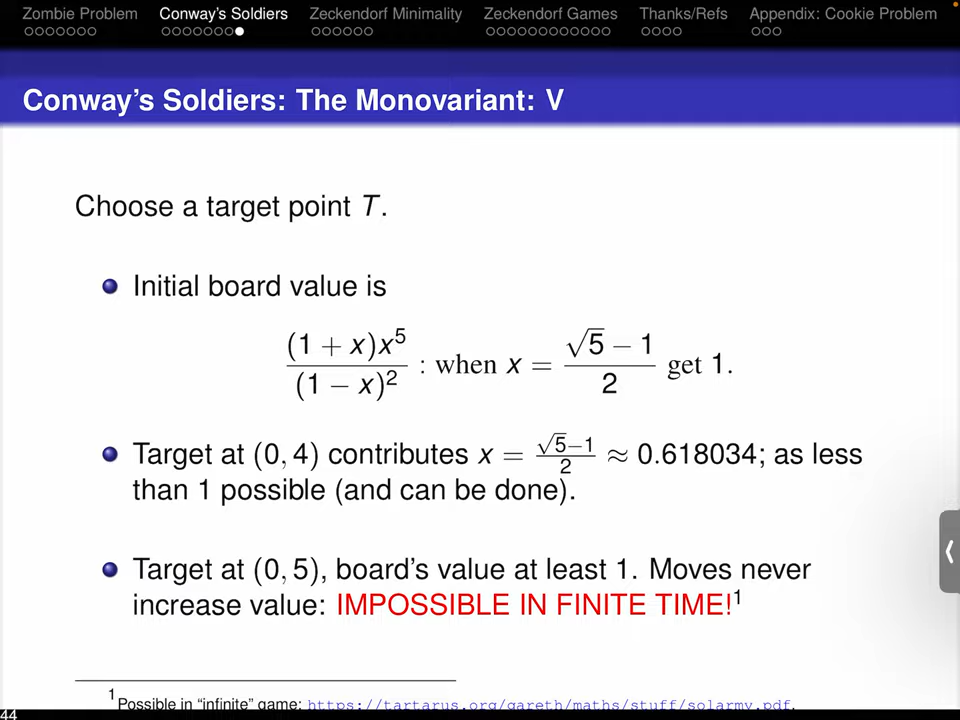 Zombie Problem Conway's Soldiers Zeckendorf Minimality Zeckendorf Games Thanks/Refs Appendix: Cookie Problem
Conway's Soldiers: The Monovariant: V
Choose a target point T.
Initial board value is
(1 + x)x^5 / (1 − x)^2 : when x = (√5 − 1) / 2 get 1.
Target at (0, 4) contributes x = (√5−1) / 2 ≈ 0.618034; as less
than 1 possible (and can be done).
Target at (0, 5), board's value at least 1. Moves never
increase value: IMPOSSIBLE IN FINITE TIME!^1
^1 Possible in "infinite" game: https://tartarus.org/gareth/maths/stuff/solarmy.pdf.
44